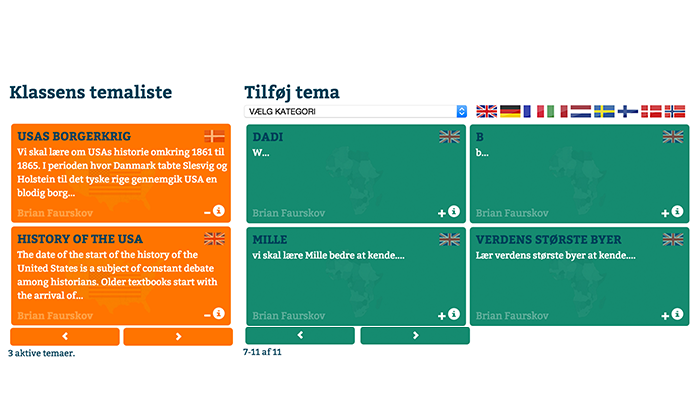 Klassens temaliste
USAS BORGERKRIG
Vi skal lære om USAs historie omkring 1861 til
1865. I perioden hvor Danmark tabte Slesvig og
Holstein til det tyske rige gennemgik USA en
blodig borg...
Brian Faurskov
HISTORY OF THE USA
The date of the start of the history of the
United States is a subject of constant debate
among historians. Older textbooks start with
the arrival of...
Brian Faurskov
3 aktive temaer.
Tilføj tema
VÆLG KATEGORI
DADI
W...
Brian Faurskov
B
b...
Brian Faurskov
MILLE
vi skal lære Mille bedre at kende....
Brian Faurskov
VERDENS STØRSTE BYER
Lær verdens største byer at kende....
Brian Faurskov
7-11 af 11